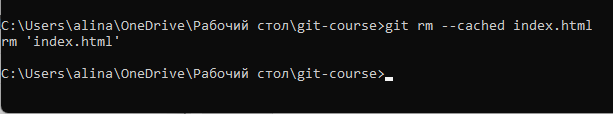 C:\Users\alina\OneDrive\Рабочий стол\git-course>git rm --cached index.html
rm 'index.html'
C:\Users\alina\OneDrive\Рабочий стол\git-course>